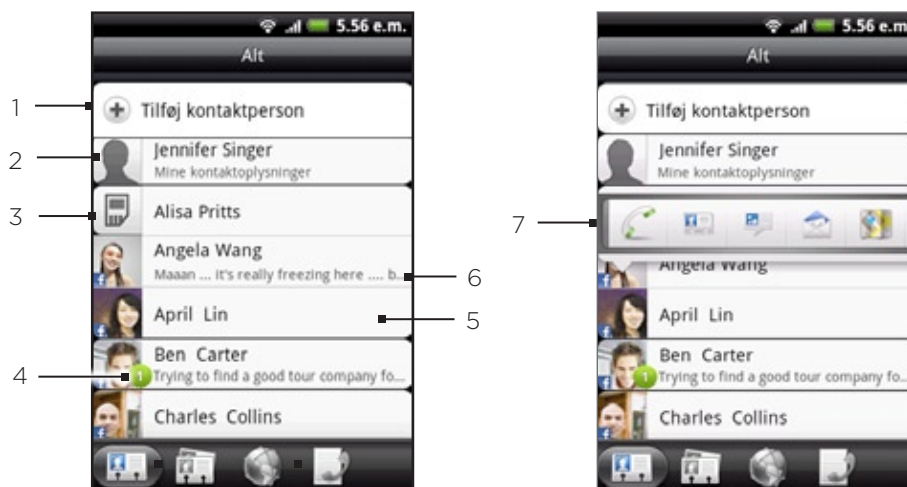 5.56 e.m.
Alt
1
Tilføj kontaktperson
2
Jennifer Singer
Mine kontaktoplysninger
3
Alisa Pritts
Angela Wang
Maaan ... it's really freezing here .... b...
6
April Lin
5
Ben Carter
4
1
Trying to find a good tour company fo...
Charles Collins
5.56 e.m
Alt
Tilføj kontaktperson
Jennifer Singer
Mine kontaktoplysninger
7
Angela Wang
April Lin
Ben Carter
1
Trying to find a good tour company fo..
Charles Collins